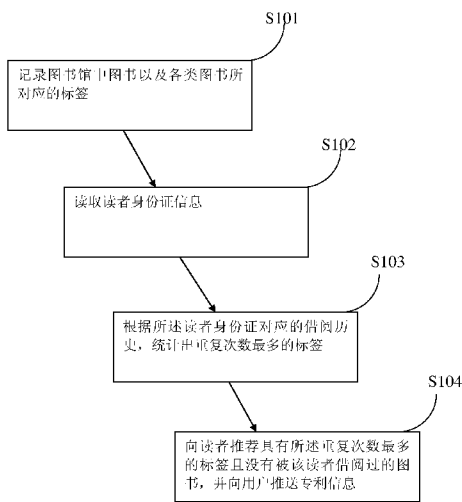 S101
记录图书馆中图书以及各类图书所
对应的标签
S102
读取读者身份证信息
S103
根据所述读者身份证对应的借阅历
史，统计出重复次数最多的标签
S104
向读者推荐具有所述重复次数最多
的标签且没有被该读者借阅过的图
书，并向用户推送专利信息